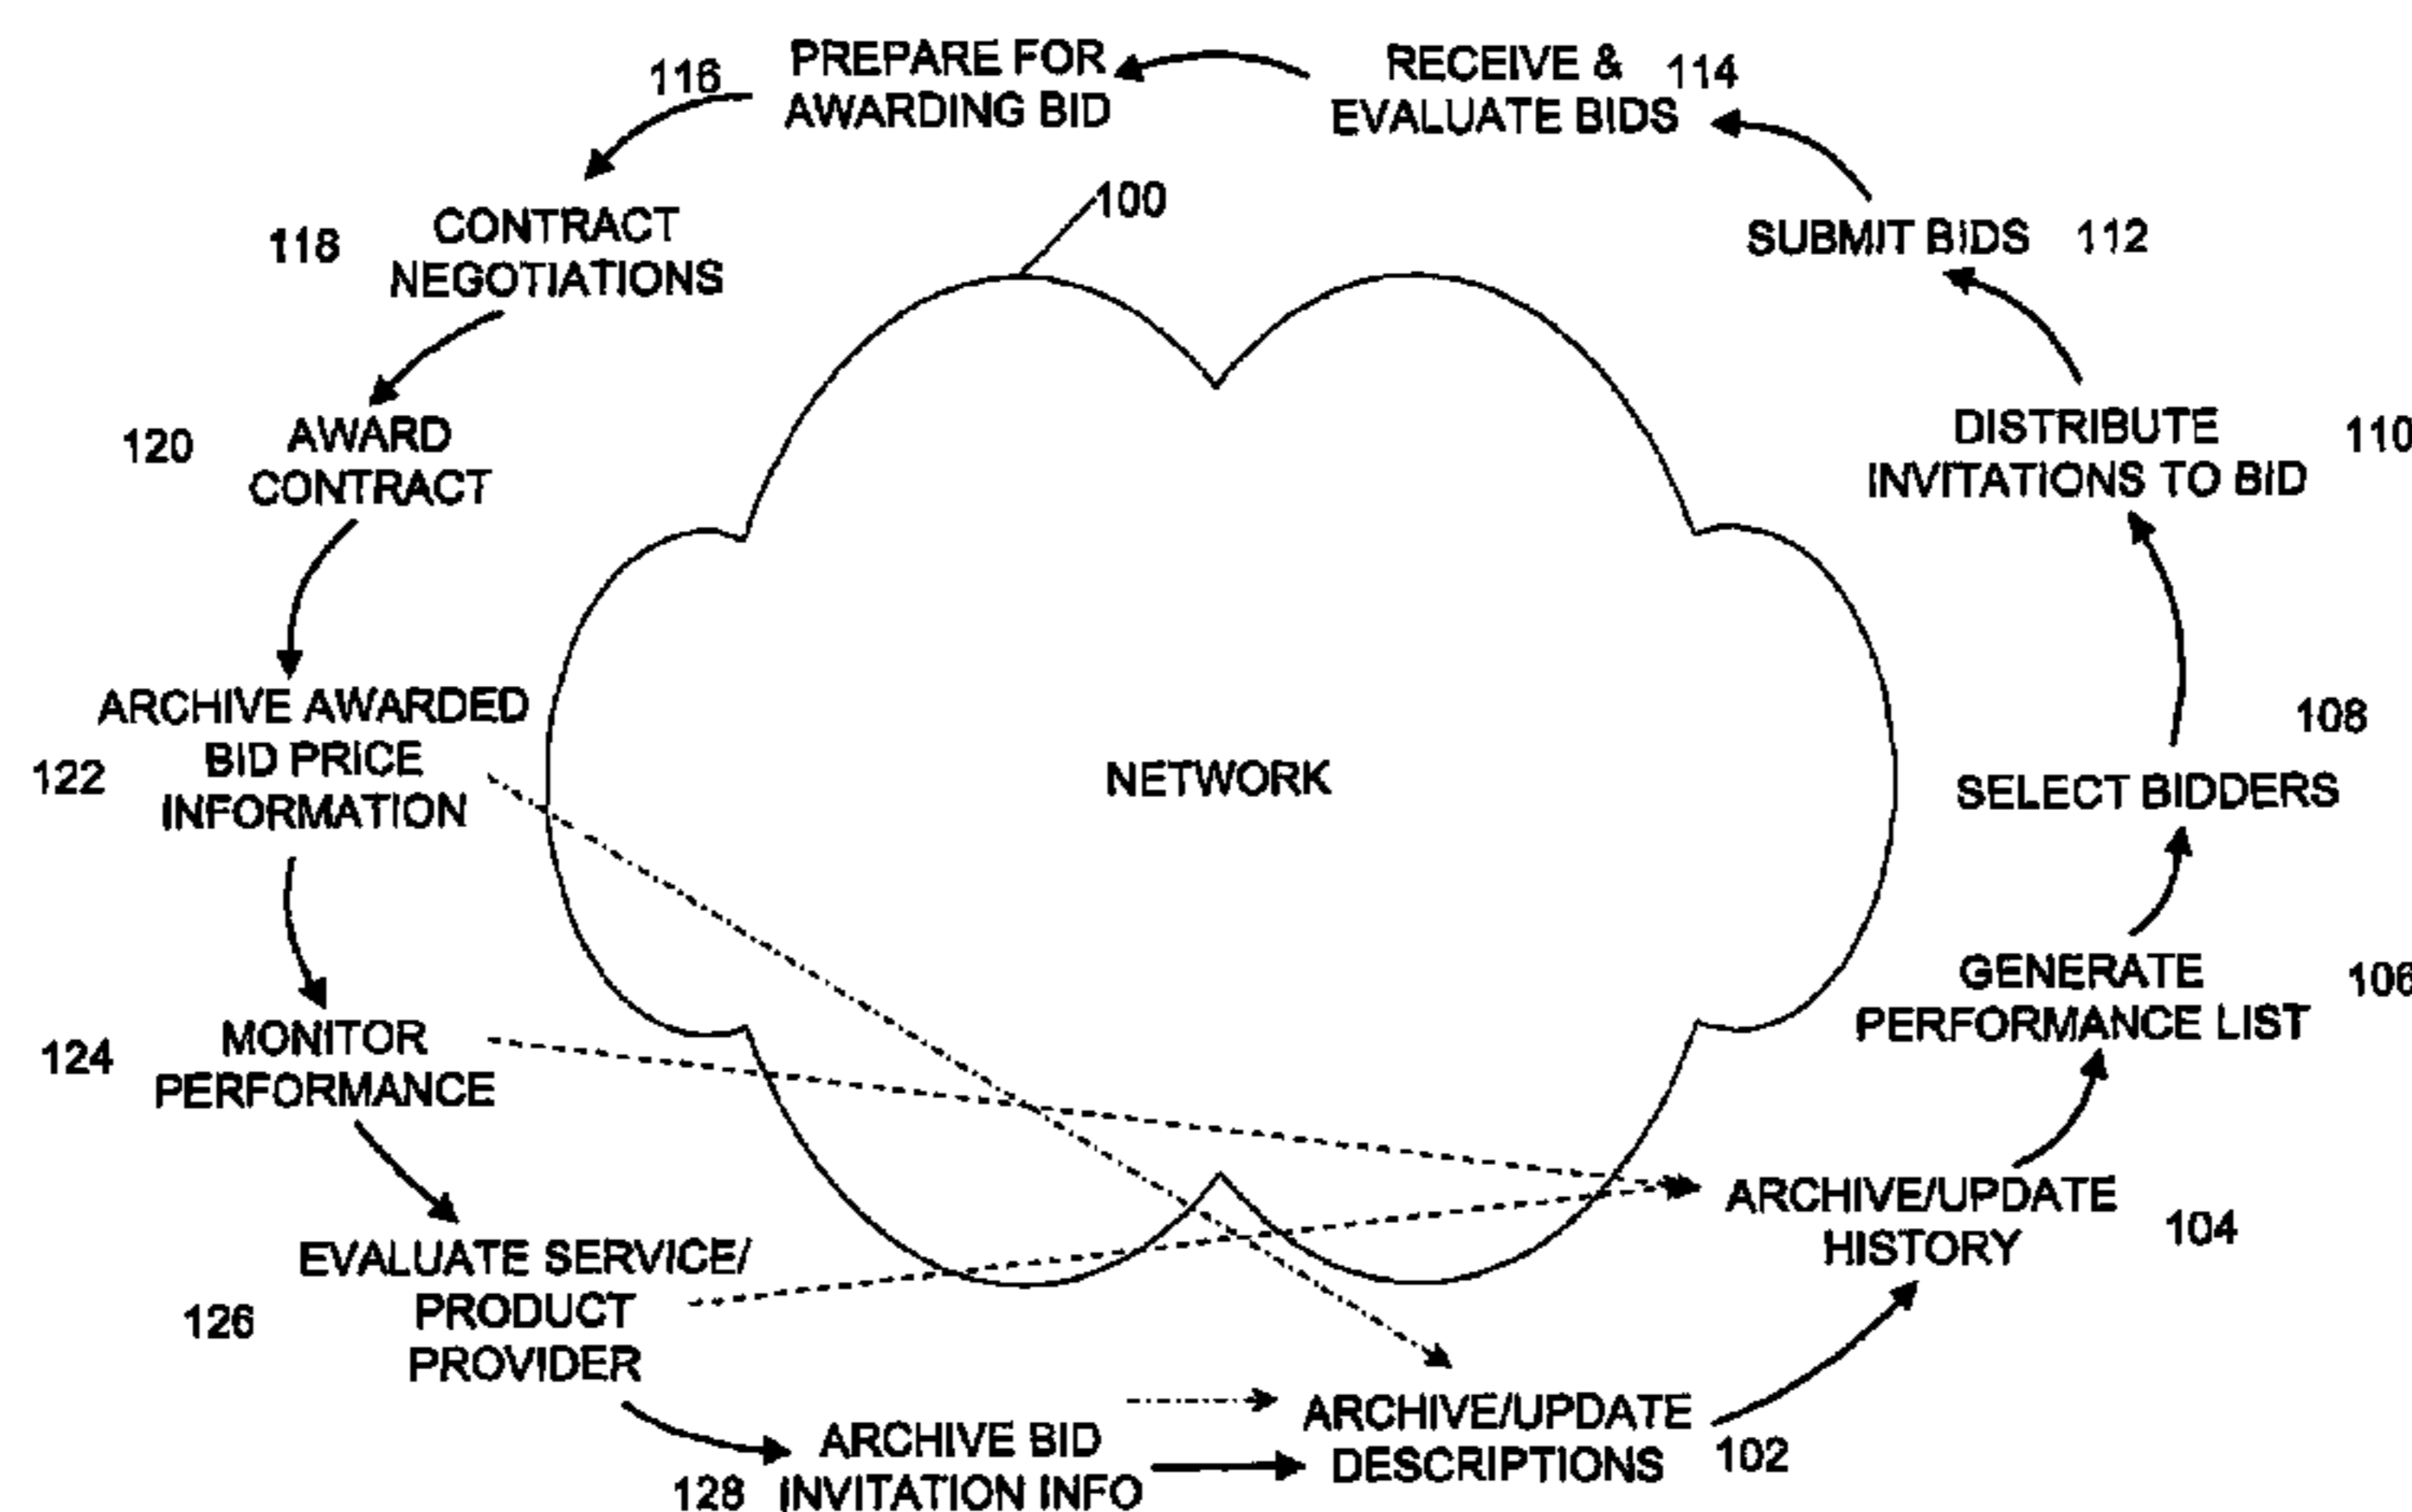 116
PREPARE FOR
AWARDING BID
RECEIVE &
EVALUATE BIDS
114
100
118
CONTRACT
NEGOTIATIONS
SUBMIT BIDS
112
120
AWARD
CONTRACT
DISTRIBUTE
INVITATIONS TO BID
110
ARCHIVE AWARDED
BID PRICE
INFORMATION
122
NETWORK
108
SELECT BIDDERS
GENERATE
PERFORMANCE LIST
106
124
MONITOR
PERFORMANCE
ARCHIVE/UPDATE
HISTORY
104
EVALUATE SERVICE/
PRODUCT
PROVIDER
126
ARCHIVE BID
INVITATION INFO
128
ARCHIVE/UPDATE
DESCRIPTIONS
102